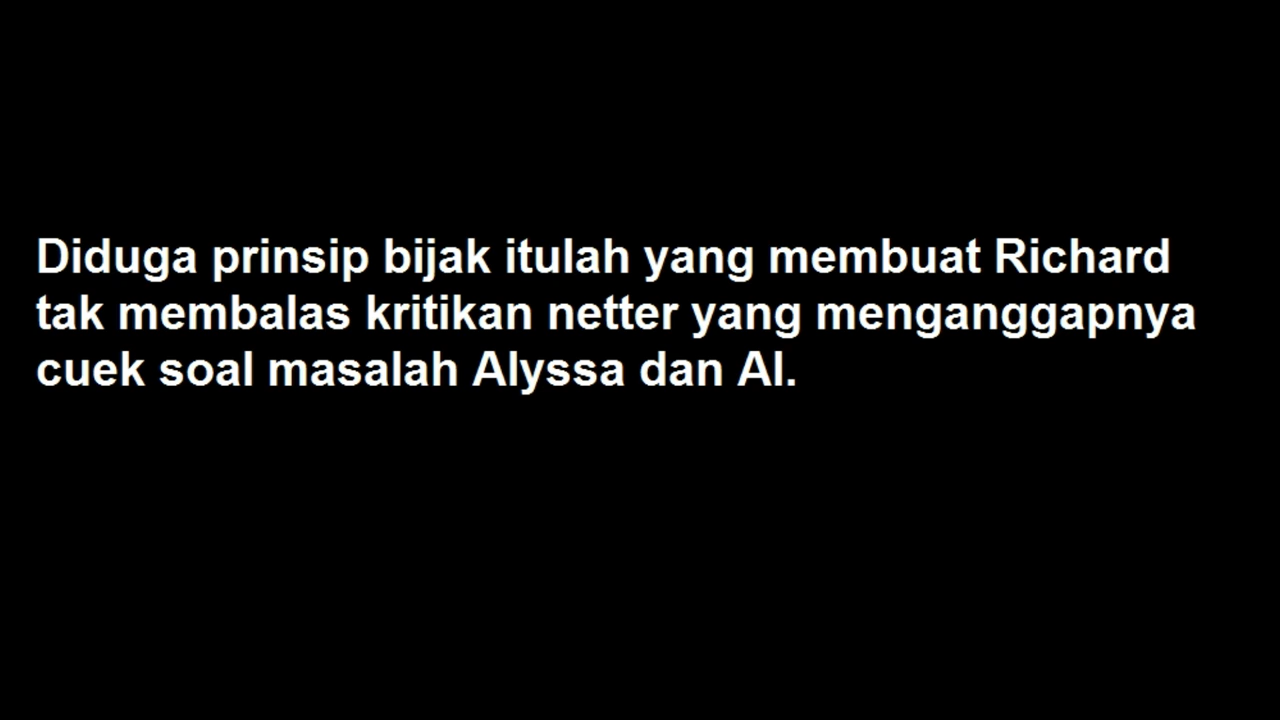 Diduga prinsip bijak itulah yang membuat Richard
tak membalas kritikan netter yang menganggapnya
cuek soal masalah Alyssa dan Al.